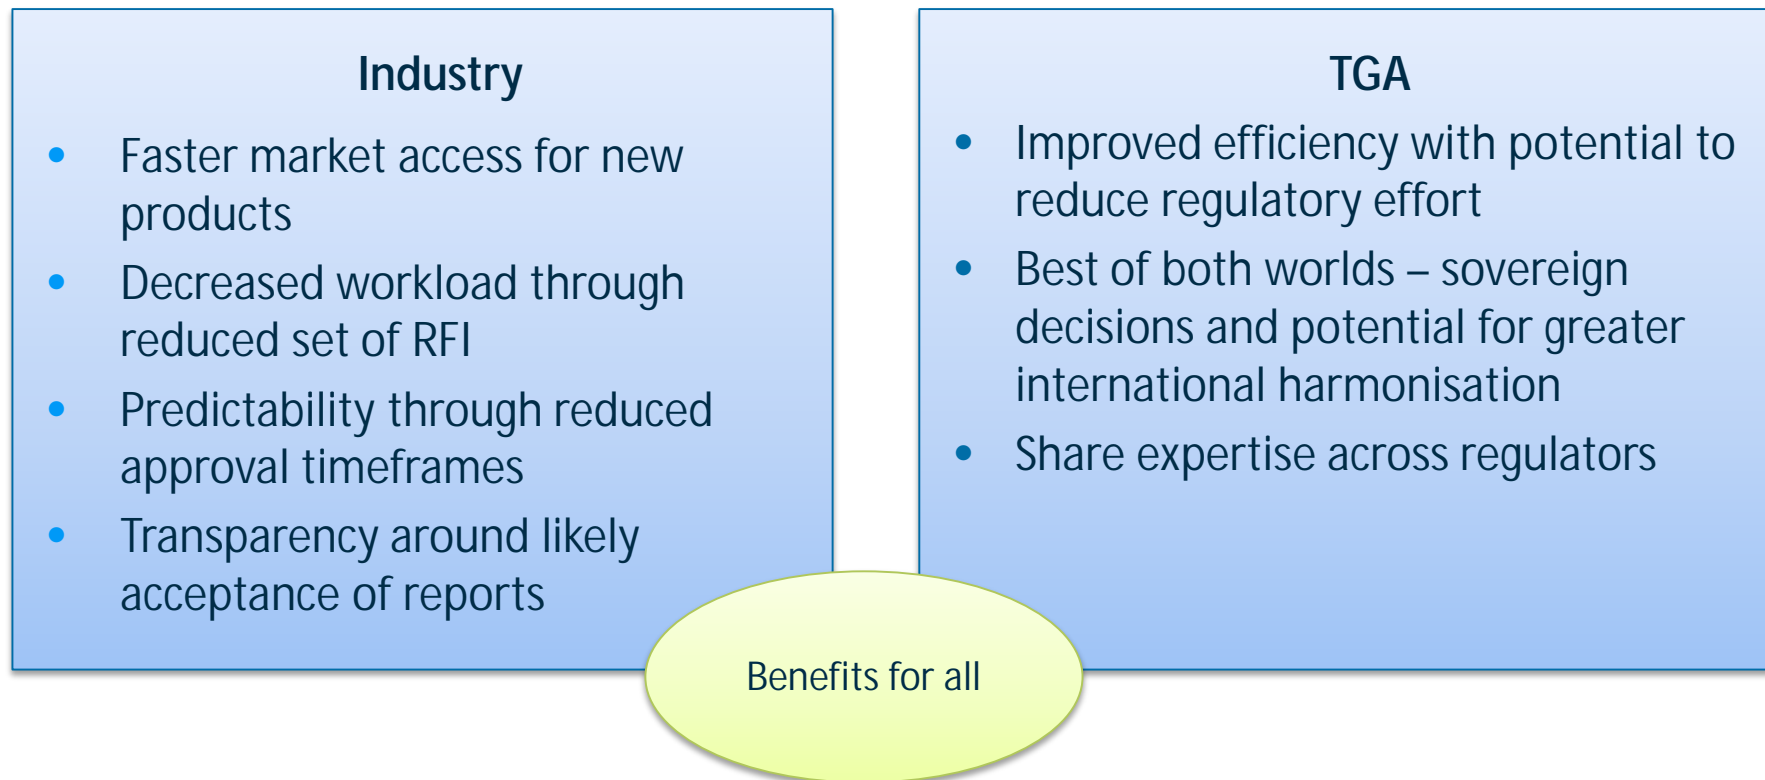 Industry
• Faster market access for new
products
• Decreased workload through
reduced set of RFI
• Predictability through reduced
approval timeframes
• Transparency around likely
acceptance of reports
TGA
• Improved efficiency with potential to
reduce regulatory effort
• Best of both worlds – sovereign
decisions and potential for greater
international harmonisation
• Share expertise across regulators
Benefits for all